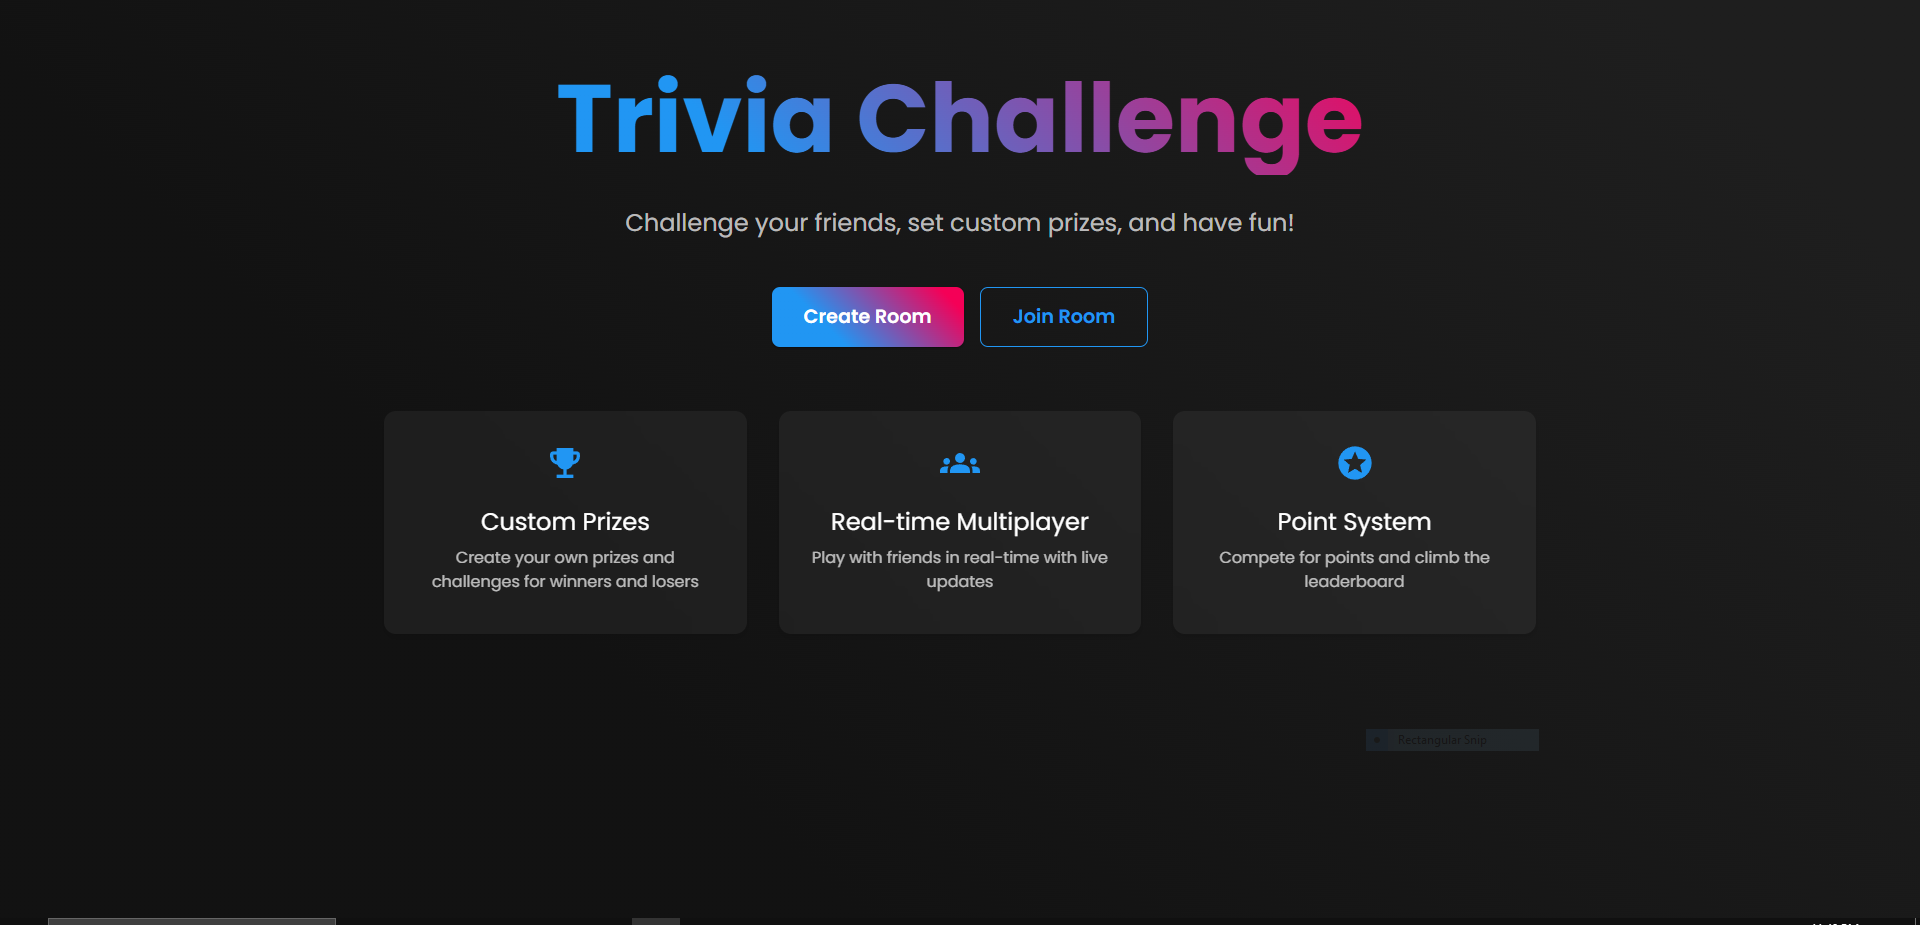 Trivia Challenge
Challenge your friends, set custom prizes, and have fun!
Create Room
Join Room
Custom Prizes
Create your own prizes and
challenges for winners and losers
Real-time Multiplayer
Play with friends in real-time with live
updates
Point System
Compete for points and climb the
leaderboard
Rectangular Snip